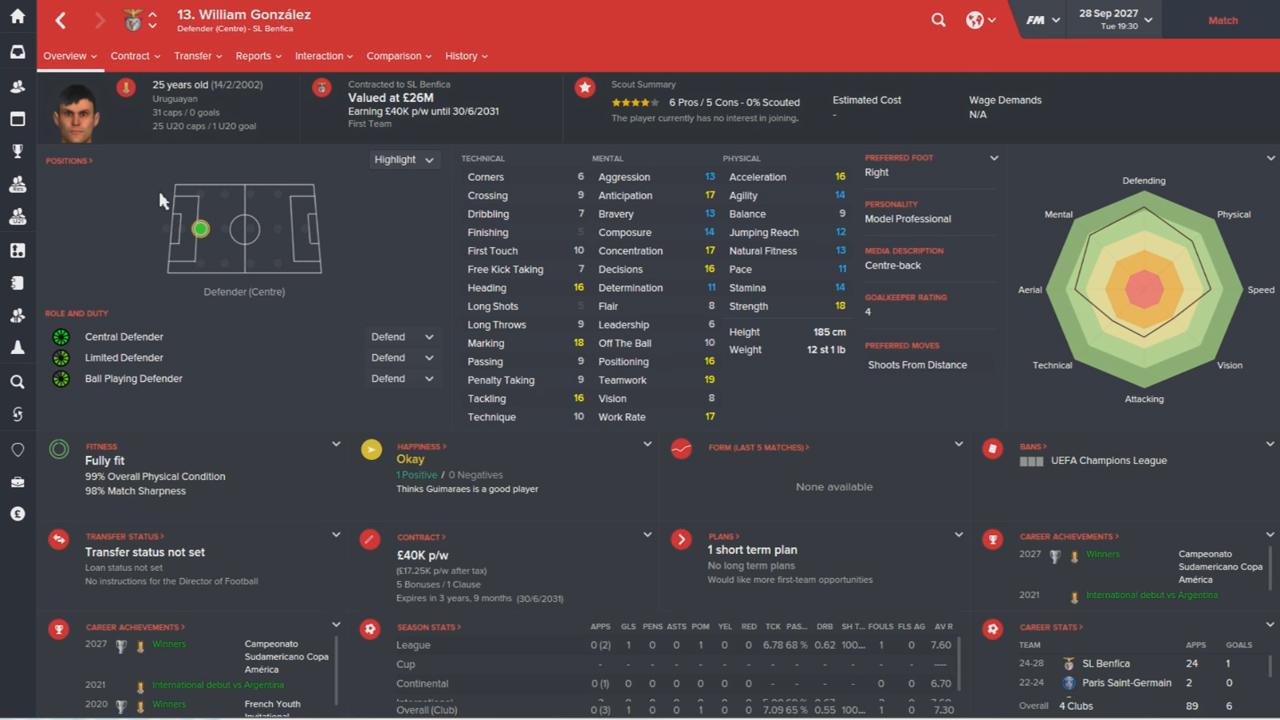 13. William González
Defender (Centre) - SL Benfica
FM
28 Sep 2027
Tue 19:30
Match
Overview Contract Transfer Reports Interaction Comparison History
25 years old (14/2/2002)
Uruguayan
31 caps / 0 goals
25 U20 caps / 1 U20 goal
Contracted to SL Benfica
Valued at £26M
Earning £40K p/w until 30/6/2031
First Team
Scout Summary
6 Pros / 5 Cons - 0% Scouted
The player currently has no interest in joining.
Estimated Cost
-
Wage Demands
N/A
POSITIONS >
Highlight
Defender (Centre)
ROLE AND DUTY
Central Defender Defend
Limited Defender Defend
Ball Playing Defender Defend
TECHNICAL
Corners 6
Crossing 9
Dribbling 7
Finishing 5
First Touch 10
Free Kick Taking 7
Heading 16
Long Shots 5
Long Throws 9
Marking 18
Passing 9
Penalty Taking 9
Tackling 16
Technique 10
MENTAL
Aggression 13
Anticipation 17
Bravery 13
Composure 14
Concentration 17
Decisions 16
Determination 11
Flair 8
Leadership 6
Off The Ball 10
Positioning 16
Teamwork 19
Vision 8
Work Rate 17
PHYSICAL
Acceleration 16
Agility 14
Balance 9
Jumping Reach 12
Natural Fitness 13
Pace 11
Stamina 14
Strength 18
Height 185 cm
Weight 12 st 1 lb
PREFERRED FOOT
Right
PERSONALITY
Model Professional
MEDIA DESCRIPTION
Centre-back
GOALKEEPER RATING
4
PREFERRED MOVES
Shoots From Distance
Defending
Mental Physical
Aerial Speed
Technical Vision
Attacking
FITNESS
Fully fit
99% Overall Physical Condition
98% Match Sharpness
HAPPINESS >
Okay
1 Positive / 0 Negatives
Thinks Guimaraes is a good player
FORM (LAST 5 MATCHES) >
None available
BANS >
UEFA Champions League
TRANSFER STATUS >
Transfer status not set
Loan status not set
No instructions for the Director of Football
CONTRACT >
£40K p/w
(£17.25K p/w after tax)
5 Bonuses / 1 Clause
Expires in 3 years, 9 months (30/6/2031)
PLANS >
1 short term plan
No long term plans
Would like more first-team opportunities
CAREER ACHIEVEMENTS >
2027 Winners Campeonato
Sudamericano Copa
América
2021 International debut vs Argentina
CAREER ACHIEVEMENTS >
2027 Winners Campeonato
Sudamericano Copa
América
2021 International debut vs Argentina
2020 Winners French Youth
Invitational
SEASON STATS > APPS GLS PENS ASTS POM YEL RED TCK PAS... DRB SH T... FOULS FLS AG AV R
League 0 (2) 1 0 0 1 0 0 6.78 68 % 0.62 100... 1 0 7.60
Cup - - - - - - - - - - - - - ----
Continental 0 (1) 0 0 0 0 0 0 - - - - 0 0 6.70
Overall (Club) 0 (3) 1 0 0 1 0 0 7.09 65 % 0.55 100... 1 0 7.30
CAREER STATS >
TEAM APPS GOALS
24-28 SL Benfica 24 1
22-24 Paris Saint-Germain 2 0
Overall 4 Clubs 89 6